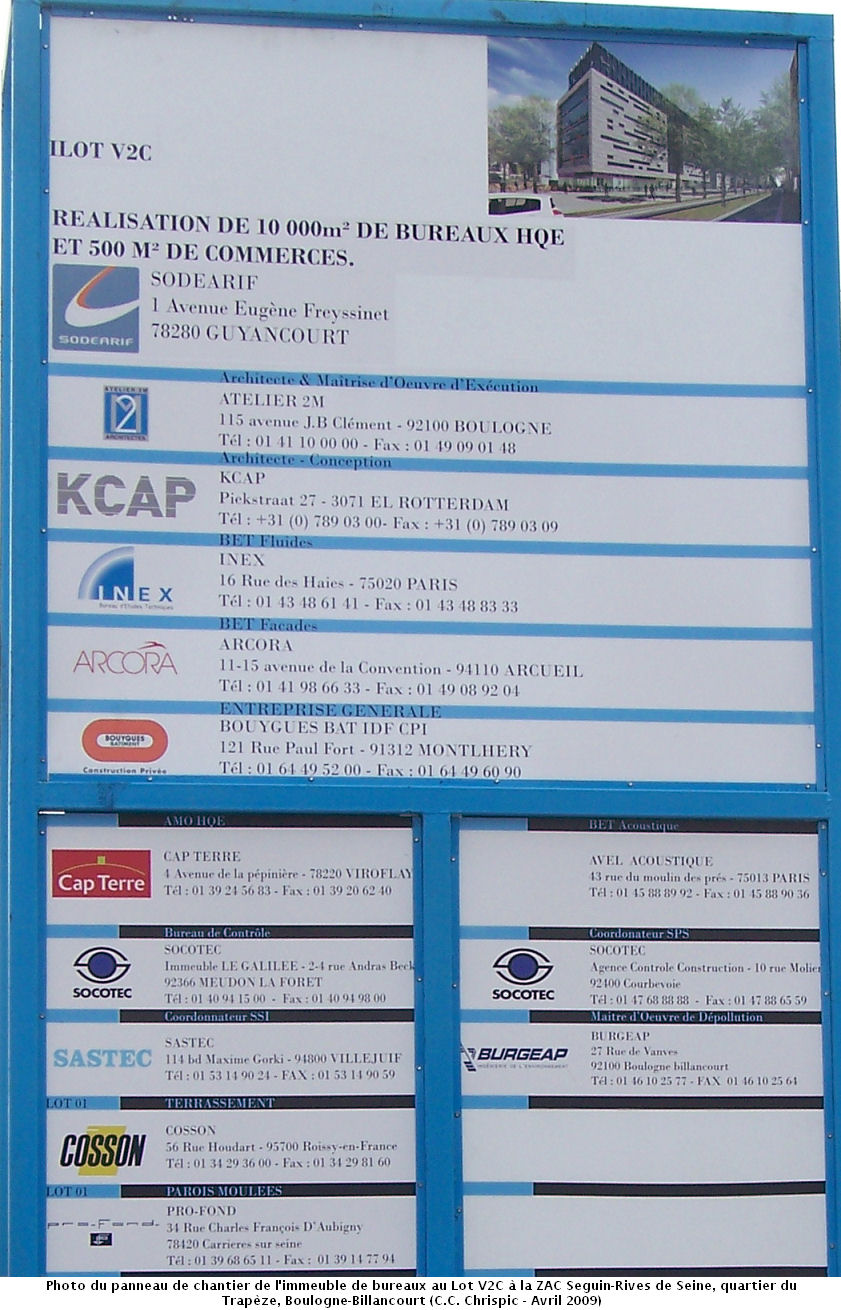 ILOT V2C
REALISATION DE 10 000m² DE BUREAUX HQE
ET 500 M² DE COMMERCES.
SODEARIF
SODEARIF
1 Avenue Eugène Freyssinet
78280 GUYANCOURT
Architecte & Maîtrise d'Oeuvre d'Exécution
ATELIER 2M
2M
ARCHITECTES
ATELIER 2M
115 avenue J.B Clément - 92100 BOULOGNE
Tél : 01 41 10 00 00 - Fax : 01 49 09 01 48
Architecte - Conception
KCAP
KCAP
Piekstraat 27 - 3071 EL ROTTERDAM
Tél : +31 (0) 789 03 00- Fax : +31 (0) 789 03 09
BET Fluides
INEX
Bureau d'Etudes Techniques
INEX
16 Rue des Haies - 75020 PARIS
Tél : 01 43 48 61 41 - Fax : 01 43 48 83 33
BET Facades
ARCORA
ARCORA
11-15 avenue de la Convention - 94110 ARCUEIL
Tél : 01 41 98 66 33 - Fax : 01 49 08 92 04
ENTREPRISE GENERALE
BOUYGUES
BATIMENT
Construction Privée
BOUYGUES BAT IDF CPI
121 Rue Paul Fort - 91312 MONTLHERY
Tél : 01 64 49 52 00 - Fax : 01 64 49 60 90
AMO HQE
Cap Terre
CAP TERRE
4 Avenue de la pépinière - 78220 VIROFLAY
Tél : 01 39 24 56 83 - Fax : 01 39 20 62 40
Bureau de Contrôle
SOCOTEC
SOCOTEC
Immeuble LE GALILEE - 2-4 rue Andras Beck
92366 MEUDON LA FORET
Tél : 01 40 94 15 00 - Fax : 01 40 94 98 00
Coordonnateur SSI
SASTEC
SASTEC
114 bd Maxime Gorki - 94800 VILLEJUIF
Tél : 01 53 14 90 24 - FAX : 01 53 14 90 59
LOT 01 TERRASSEMENT
COSSON
COSSON
56 Rue Houdart - 95700 Roissy-en-France
Tél : 01 34 29 36 00 - Fax : 01 34 29 81 60
LOT 01 PAROIS MOULEES
pro-Fond
PRO-FOND
34 Rue Charles François D'Aubigny
78420 Carrieres sur seine
Tél : 01 39 68 65 11 - Fax : 01 39 14 77 94
BET Acoustique
AVEL ACOUSTIQUE
43 rue du moulin des prés - 75013 PARIS
Tél : 01 45 88 89 92 - Fax : 01 45 88 90 36
Coordonateur SPS
SOCOTEC
SOCOTEC
Agence Controle Construction - 10 rue Molier
92400 Courbevoie
Tél : 01 47 68 88 88 - Fax : 01 47 88 65 59
Maitre d'Oeuvre de Dépollution
BURGEAP
INGÉNIERIE DE L'ENVIRONNEMENT
BURGEAP
27 Rue de Vanves
92100 Boulogne billancourt
Tél : 01 46 10 25 77 - FAX 01 46 10 25 64
Photo du panneau de chantier de l'immeuble de bureaux au Lot V2C à la ZAC Seguin-Rives de Seine, quartier du
Trapèze, Boulogne-Billancourt (C.C. Chrispic - Avril 2009)